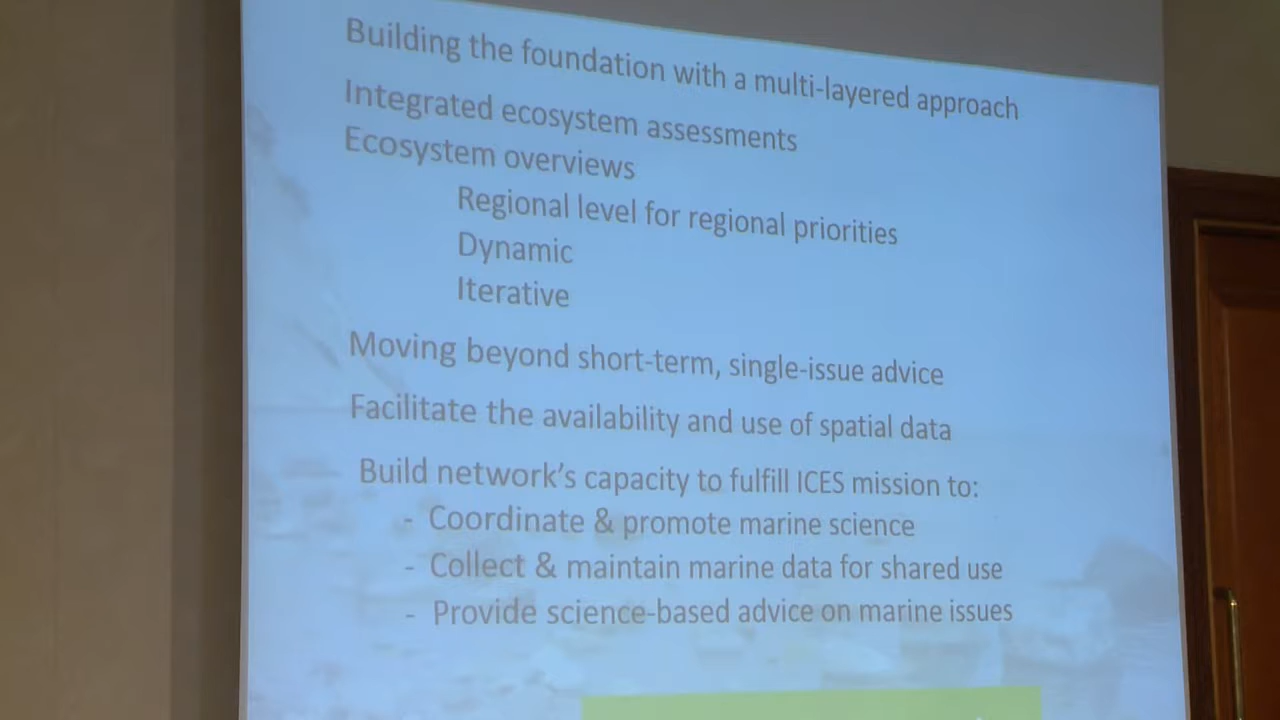 Building the foundation with a multi-layered approach
Integrated ecosystem assessments
Ecosystem overviews
Regional level for regional priorities
Dynamic
Iterative
Moving beyond short-term, single-issue advice
Facilitate the availability and use of spatial data
Build network's capacity to fulfill ICES mission to:
- Coordinate & promote marine science
- Collect & maintain marine data for shared use
- Provide science-based advice on marine issues